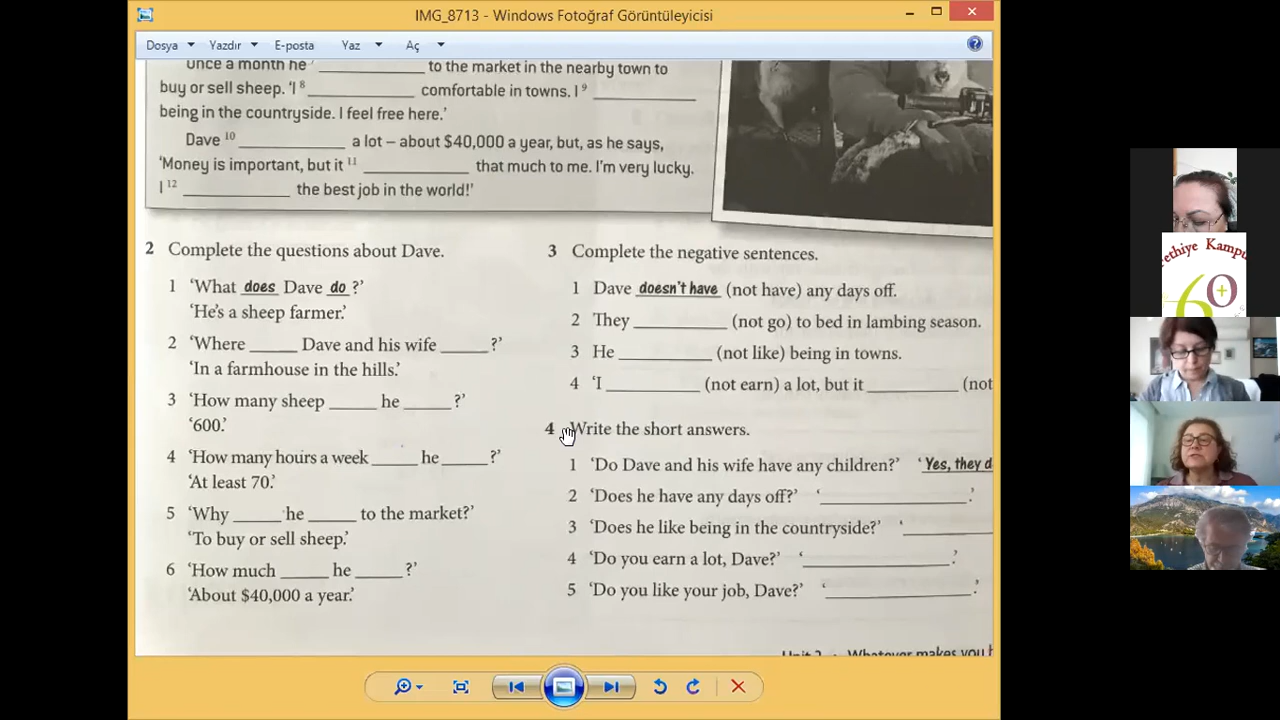 IMG_8713 - Windows Fotoğraf Görüntüleyicisi
Dosya Yazdır E-posta Yaz Aç
Once a month he ____________ to the market in the nearby town to
buy or sell sheep. 'I 8 ____________ comfortable in towns. I 9 ____________
being in the countryside. I feel free here.'
Dave 10 ____________ a lot – about $40,000 a year, but, as he says,
'Money is important, but it 11 ____________ that much to me. I'm very lucky.
I 12 ____________ the best job in the world!'
2 Complete the questions about Dave.
1 'What does Dave do ?'
'He's a sheep farmer.'
2 'Where _____ Dave and his wife _____ ?'
'In a farmhouse in the hills.'
3 'How many sheep _____ he _____ ?'
'600.'
4 'How many hours a week _____ he _____ ?'
'At least 70.'
5 'Why _____ he _____ to the market?'
'To buy or sell sheep.'
6 'How much _____ he _____ ?'
'About $40,000 a year.'
3 Complete the negative sentences.
1 Dave doesn't have (not have) any days off.
2 They __________ (not go) to bed in lambing season.
3 He __________ (not like) being in towns.
4 'I __________ (not earn) a lot, but it __________ (not
4 Write the short answers.
1 'Do Dave and his wife have any children?' 'Yes, they d
2 'Does he have any days off?' '________________.'
3 'Does he like being in the countryside?' '__________
4 'Do you earn a lot, Dave?' '________________.'
5 'Do you like your job, Dave?' '________________.'
Whatever makes you
ethiye Kampu
60